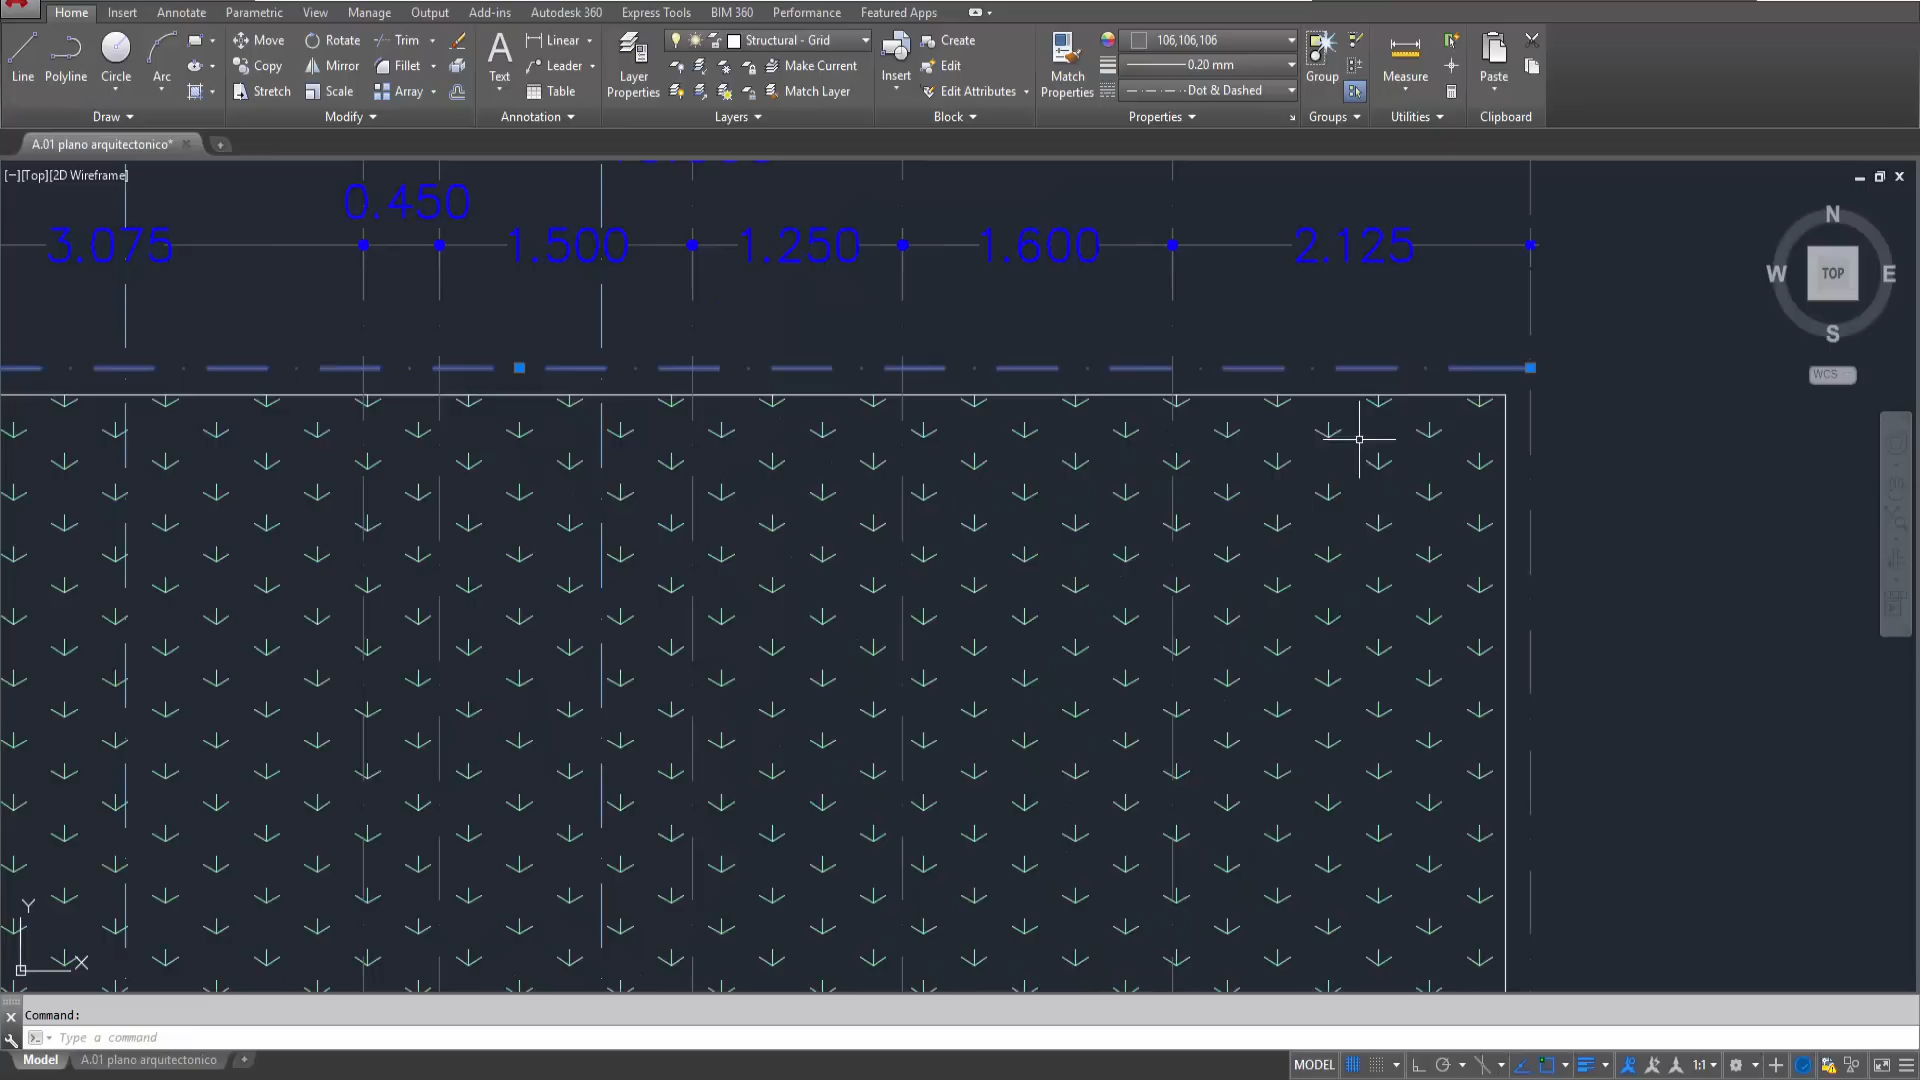 Home Insert Annotate Parametric View Manage Output Add-ins Autodesk 360 Express Tools BIM 360 Performance Featured Apps
Line Polyline Circle Arc
Move Rotate Trim
Copy Mirror Fillet
Stretch Scale Array
Text Linear
Leader
Table
Layer Properties
Structural - Grid
Make Current
Match Layer
Insert Create
Edit
Edit Attributes
Match Properties
106,106,106
0.20 mm
Dot & Dashed
Group
Measure
Paste
Draw Modify Annotation Layers Block Properties Groups Utilities Clipboard
A.01 plano arquitectonico*
[−][Top][2D Wireframe]
0.450
3.075 1.500 1.250 1.600 2.125
N
W TOP E
S
WCS
Y
X
Command:
Type a command
Model A.01 plano arquitectonico
MODEL 1:1